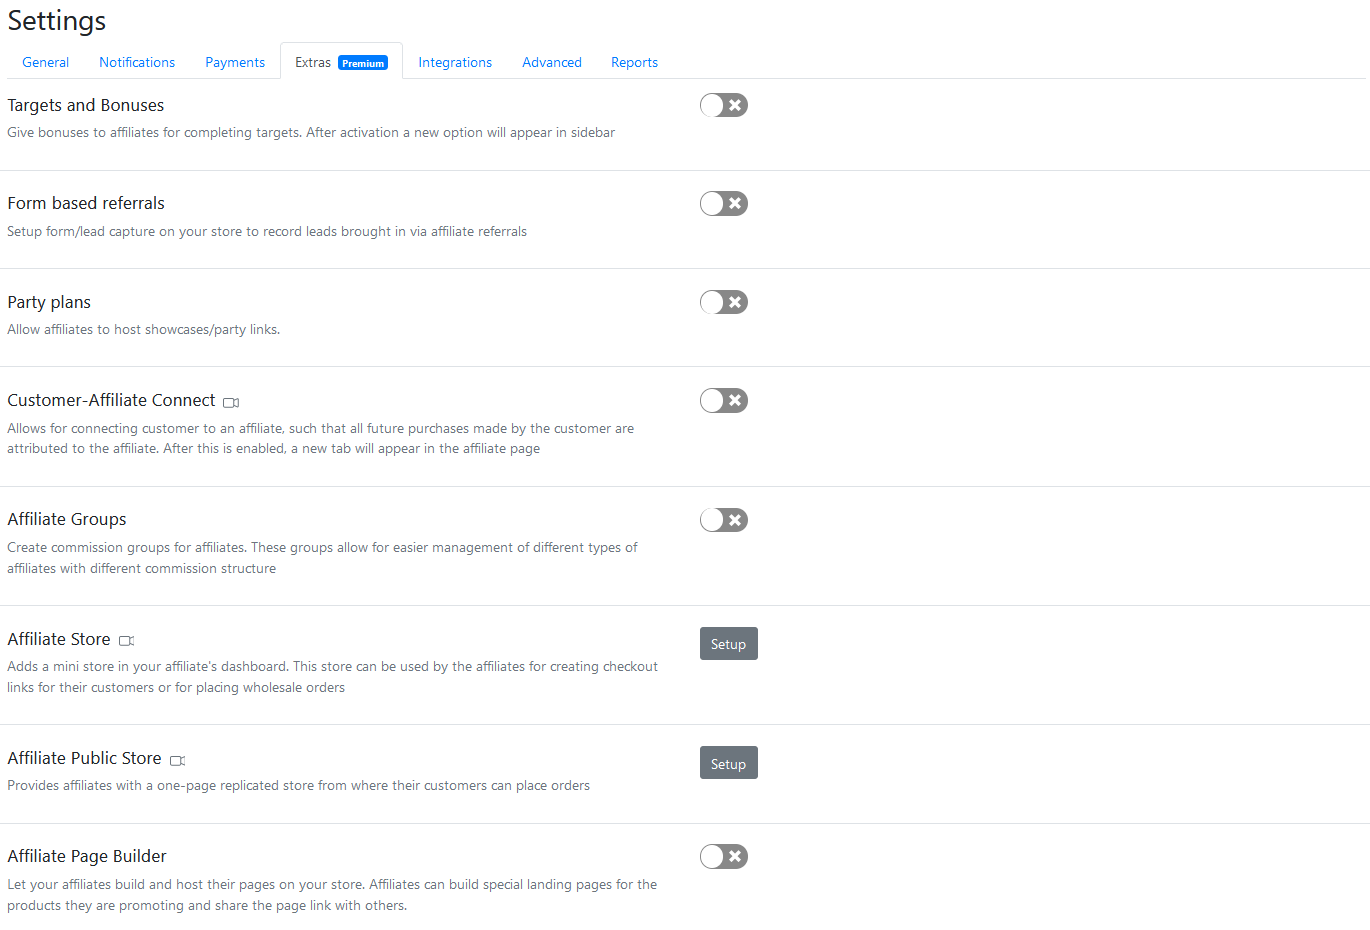 Settings
General Notifications Payments Extras Premium Integrations Advanced Reports
Targets and Bonuses
Give bonuses to affiliates for completing targets. After activation a new option will appear in sidebar
Form based referrals
Setup form/lead capture on your store to record leads brought in via affiliate referrals
Party plans
Allow affiliates to host showcases/party links.
Customer-Affiliate Connect
Allows for connecting customer to an affiliate, such that all future purchases made by the customer are
attributed to the affiliate. After this is enabled, a new tab will appear in the affiliate page
Affiliate Groups
Create commission groups for affiliates. These groups allow for easier management of different types of
affiliates with different commission structure
Affiliate Store
Setup
Adds a mini store in your affiliate's dashboard. This store can be used by the affiliates for creating checkout
links for their customers or for placing wholesale orders
Affiliate Public Store
Setup
Provides affiliates with a one-page replicated store from where their customers can place orders
Affiliate Page Builder
Let your affiliates build and host their pages on your store. Affiliates can build special landing pages for the
products they are promoting and share the page link with others.